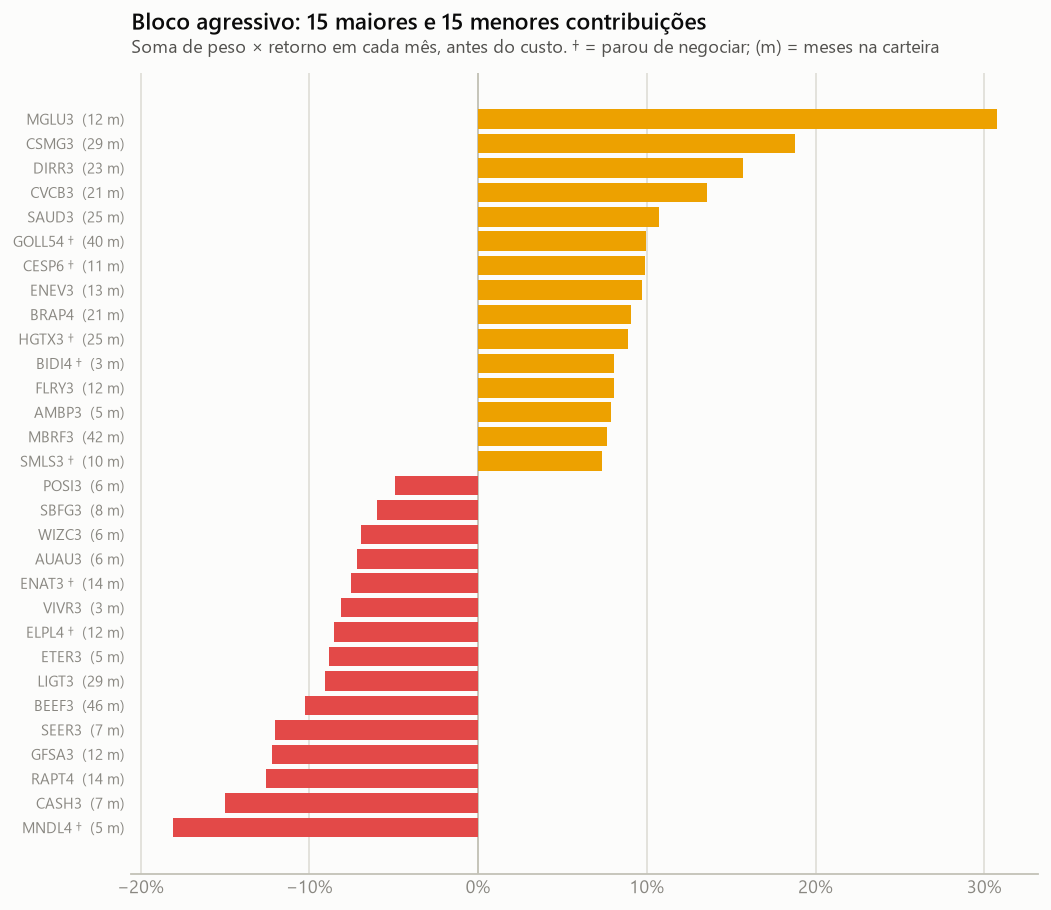 Bloco agressivo: 15 maiores e 15 menores contribuições
Soma de peso × retorno em cada mês, antes do custo. † = parou de negociar; (m) = meses na carteira
MGLU3 (12 m)
CSMG3 (29 m)
DIRR3 (23 m)
CVCB3 (21 m)
SAUD3 (25 m)
GOLL54 † (40 m)
CESP6 † (11 m)
ENEV3 (13 m)
BRAP4 (21 m)
HGTX3 † (25 m)
BIDI4 † (3 m)
FLRY3 (12 m)
AMBP3 (5 m)
MBRF3 (42 m)
SMLS3 † (10 m)
POSI3 (6 m)
SBFG3 (8 m)
WIZC3 (6 m)
AUAU3 (6 m)
ENAT3 † (14 m)
VIVR3 (3 m)
ELPL4 † (12 m)
ETER3 (5 m)
LIGT3 (29 m)
BEEF3 (46 m)
SEER3 (7 m)
GFSA3 (12 m)
RAPT4 (14 m)
CASH3 (7 m)
MNDL4 † (5 m)
−20% −10% 0% 10% 20% 30%